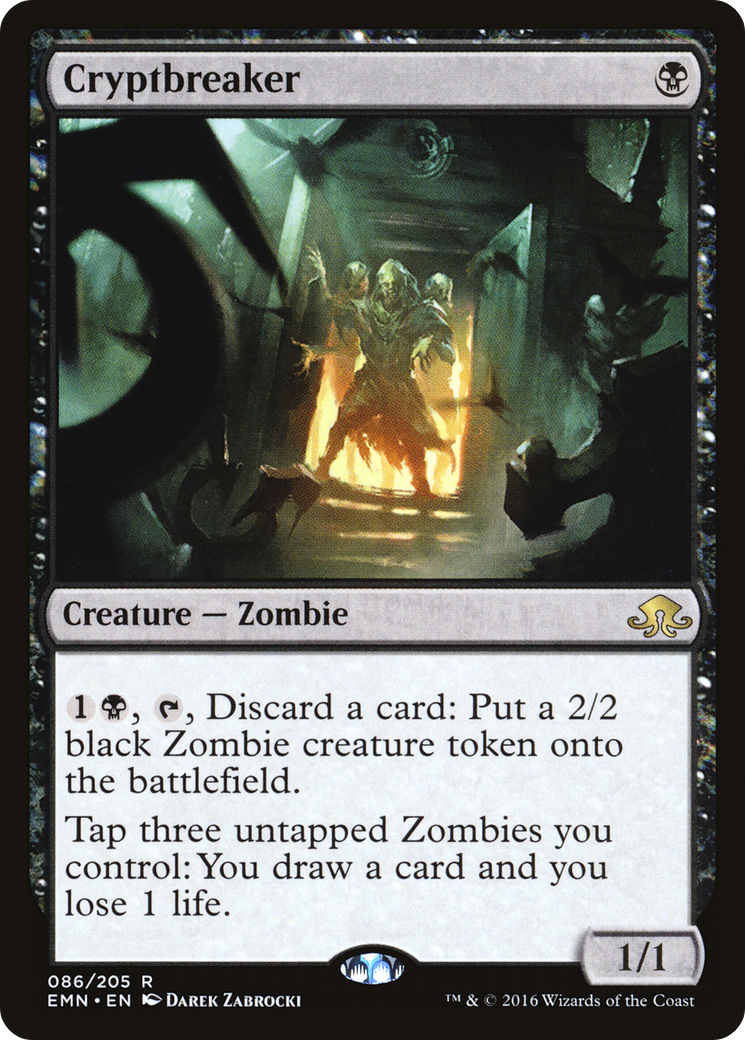 Cryptbreaker
Creature — Zombie
1, , Discard a card: Put a 2/2
black Zombie creature token onto
the battlefield.
Tap three untapped Zombies you
control: You draw a card and you
lose 1 life.
1/1
086/205 R
EMN • EN Darek Zabrocki
™ & © 2016 Wizards of the Coast